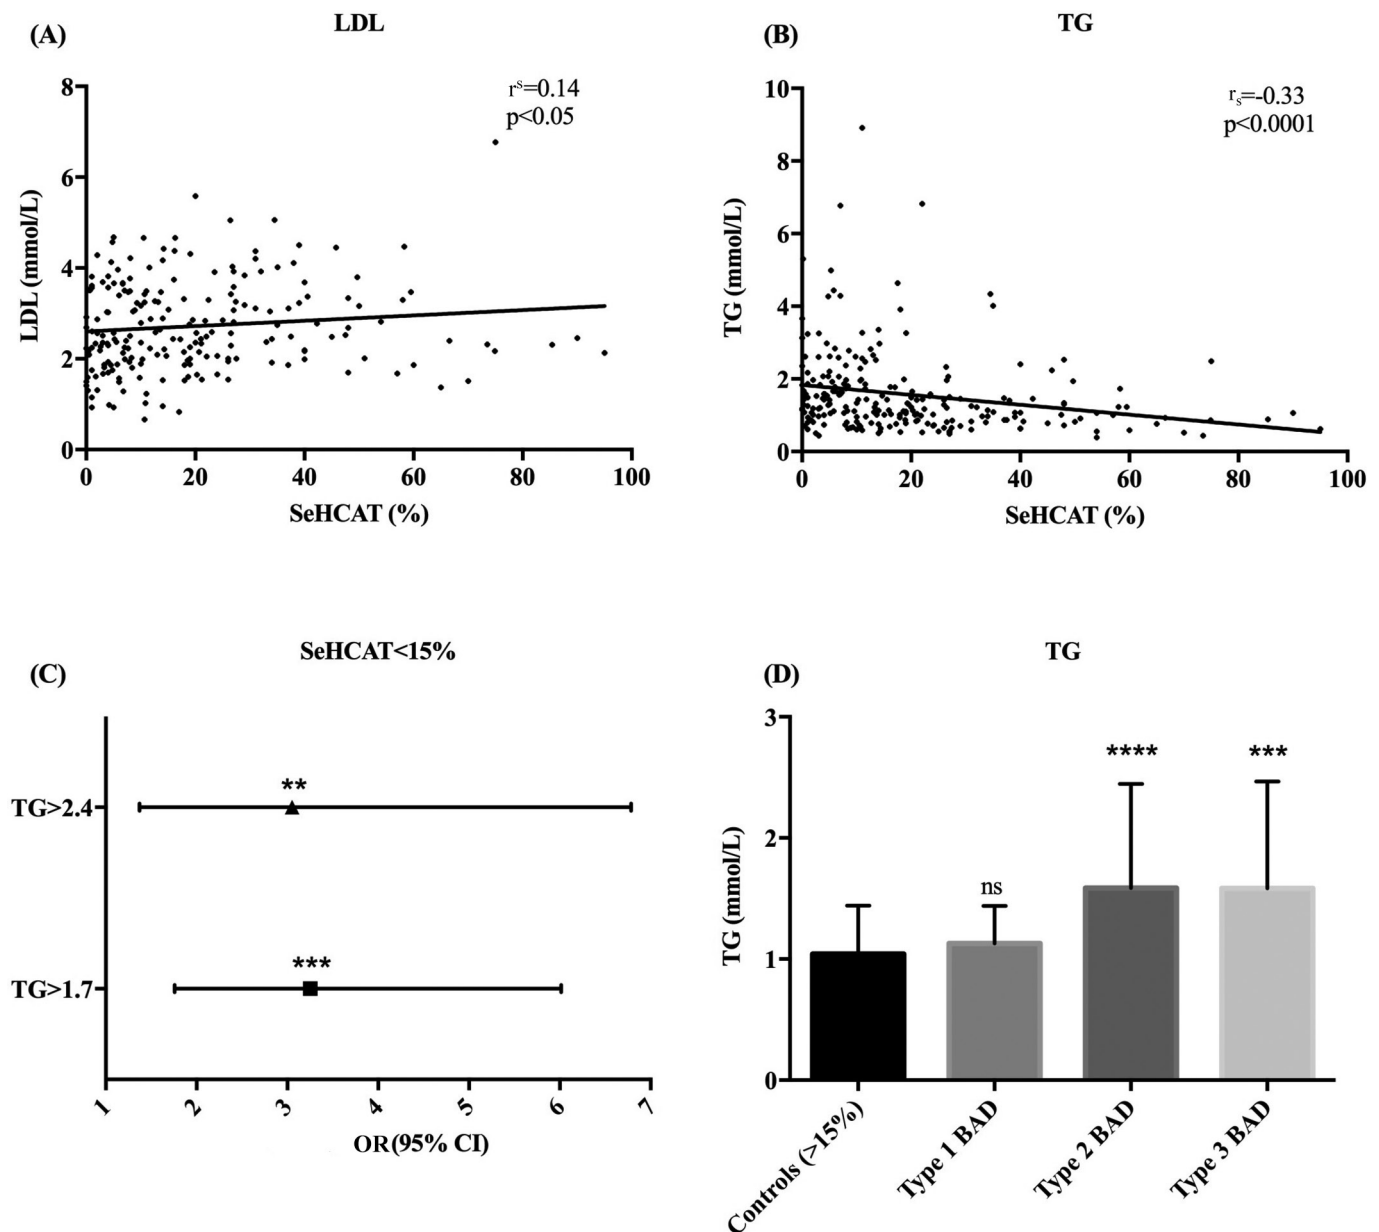 (A)
LDL
rˢ=0.14
p<0.05
8
6
4
2
0
LDL (mmol/L)
0 20 40 60 80 100
SeHCAT (%)
(B)
TG
rₛ=-0.33
p<0.0001
10
8
6
4
2
0
TG (mmol/L)
0 20 40 60 80 100
SeHCAT (%)
(C)
SeHCAT<15%
**
TG>2.4
***
TG>1.7
1 2 3 4 5 6 7
OR(95% CI)
(D)
TG
3
2
1
0
TG (mmol/L)
ns
****
***
Controls (>15%)
Type 1 BAD
Type 2 BAD
Type 3 BAD